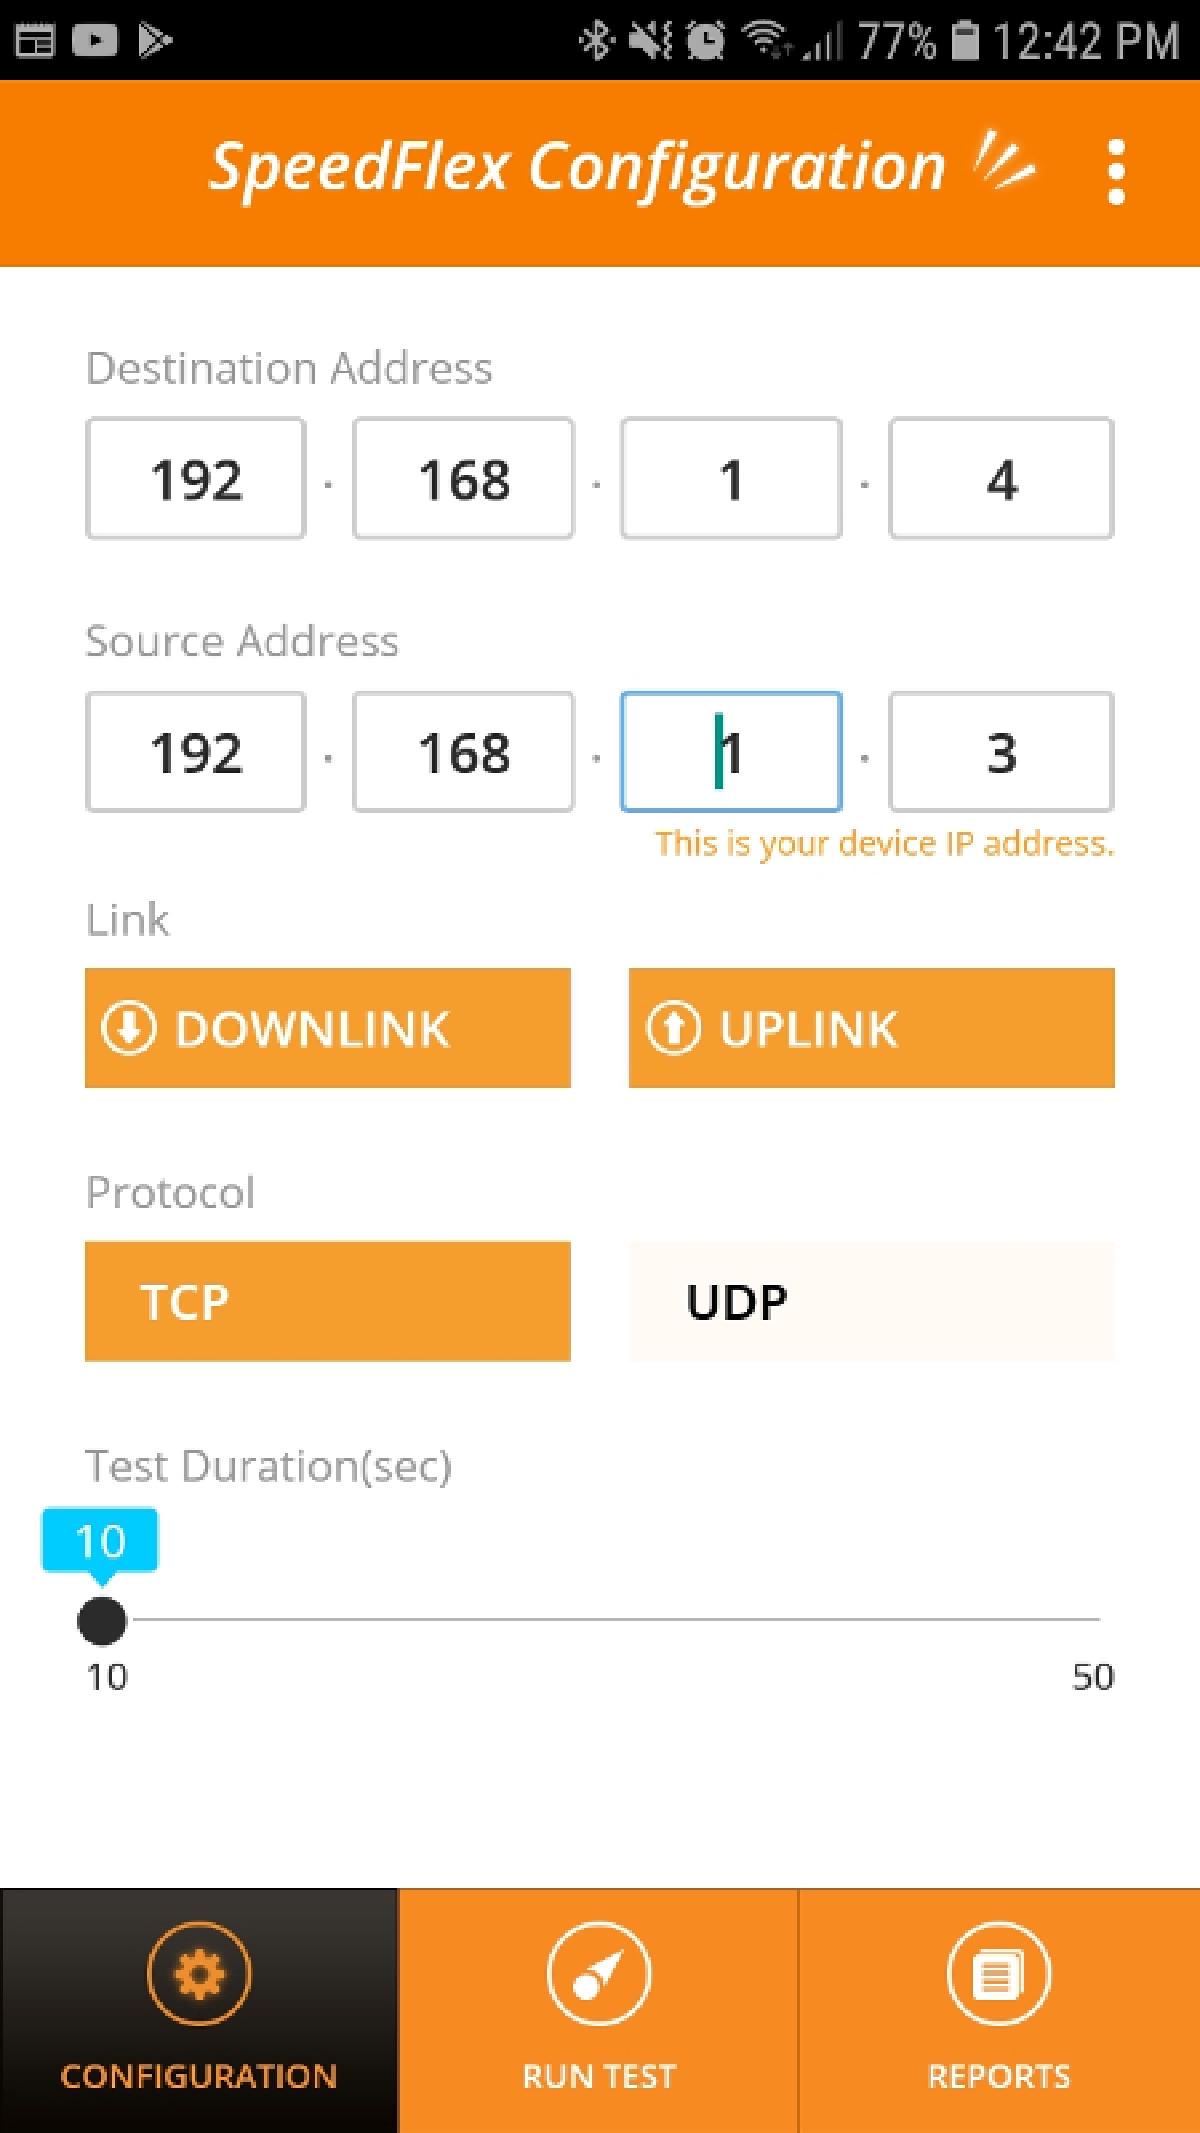 77% 12:42 PM
SpeedFlex Configuration
Destination Address
192 . 168 . 1 . 4
Source Address
192 . 168 . 1 . 3
This is your device IP address.
Link
DOWNLINK UPLINK
Protocol
TCP UDP
Test Duration(sec)
10
10 50
CONFIGURATION RUN TEST REPORTS